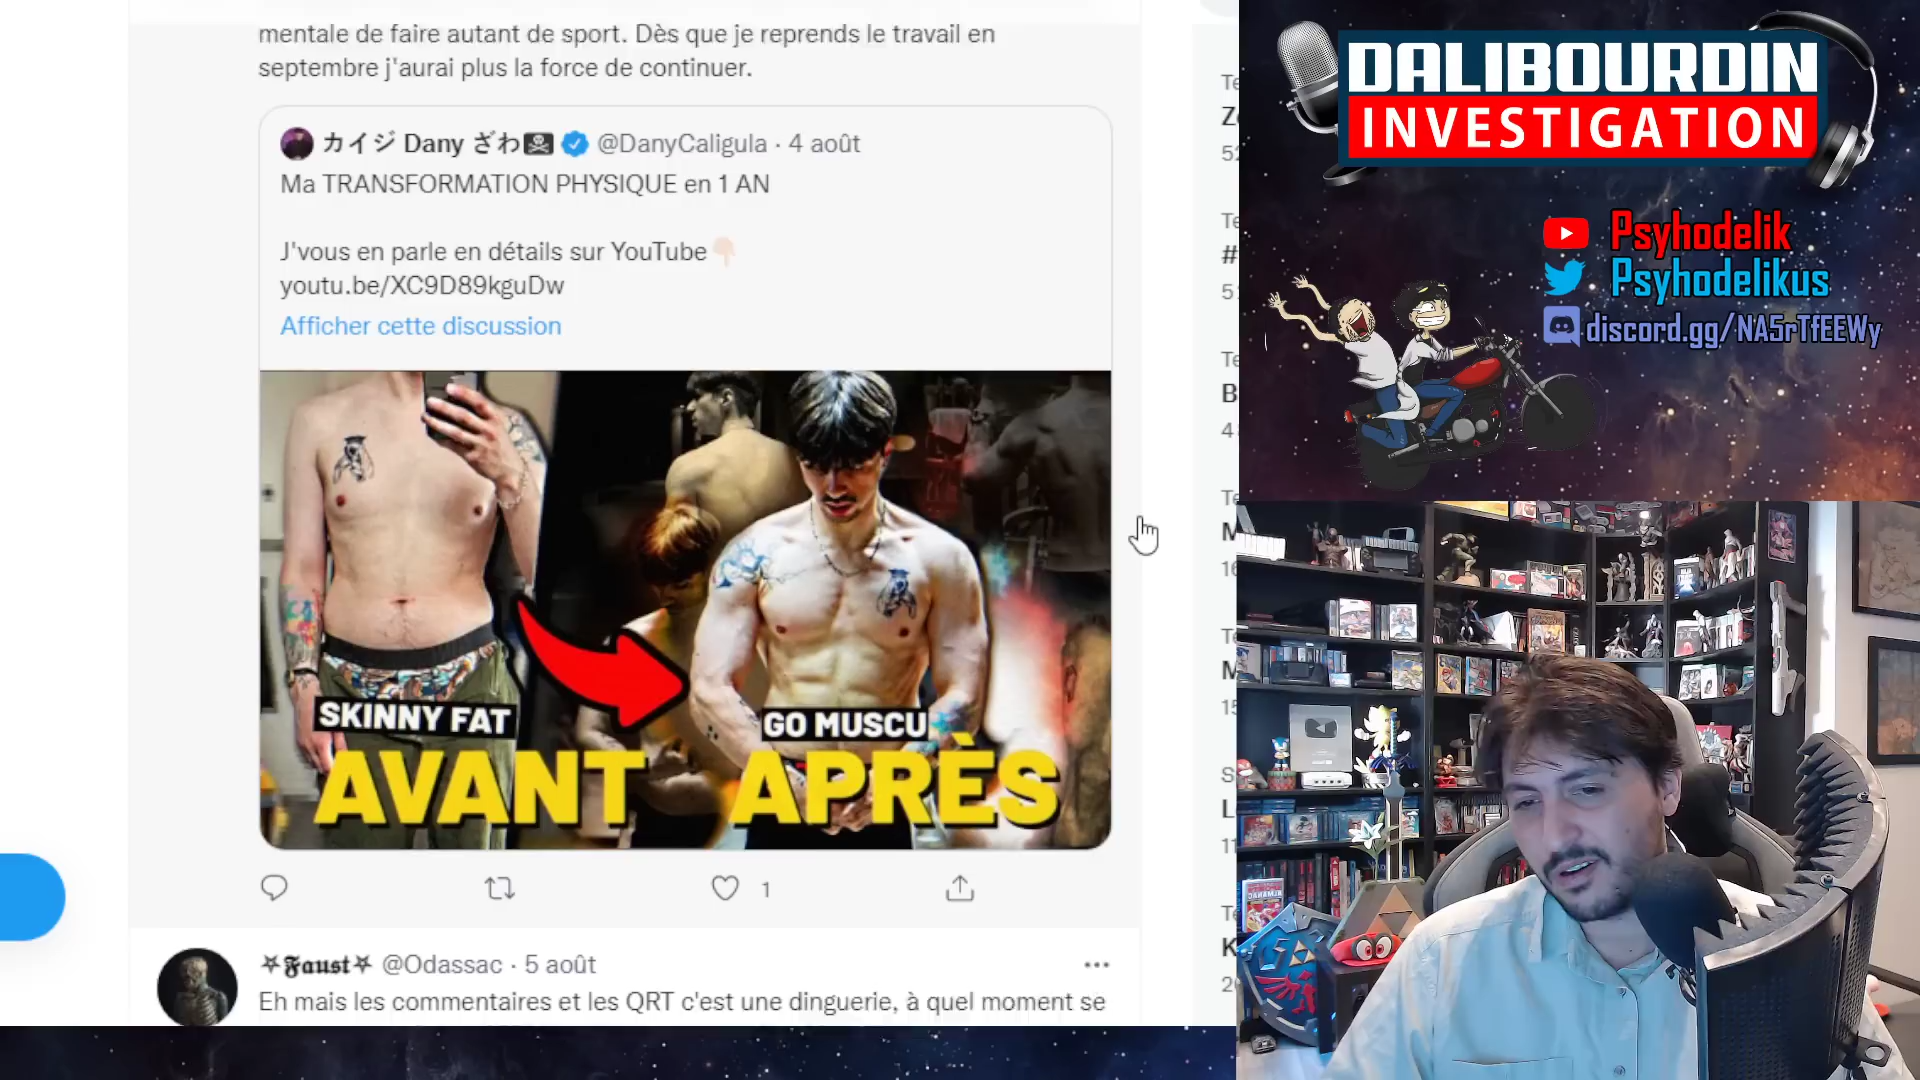 mentale de faire autant de sport. Dès que je reprends le travail en
septembre j'aurai plus la force de continuer.
カイジ Dany ざわ @DanyCaligula · 4 août
Ma TRANSFORMATION PHYSIQUE en 1 AN
J'vous en parle en détails sur YouTube
youtu.be/XC9D89kguDw
Afficher cette discussion
SKINNY FAT
AVANT
GO MUSCU
APRÈS
1
Faust @Odassac · 5 août
Eh mais les commentaires et les QRT c'est une dinguerie, à quel moment se
DALIBOURDIN
INVESTIGATION
Psyhodelik
Psyhodelikus
discord.gg/NA5rTfEEWy